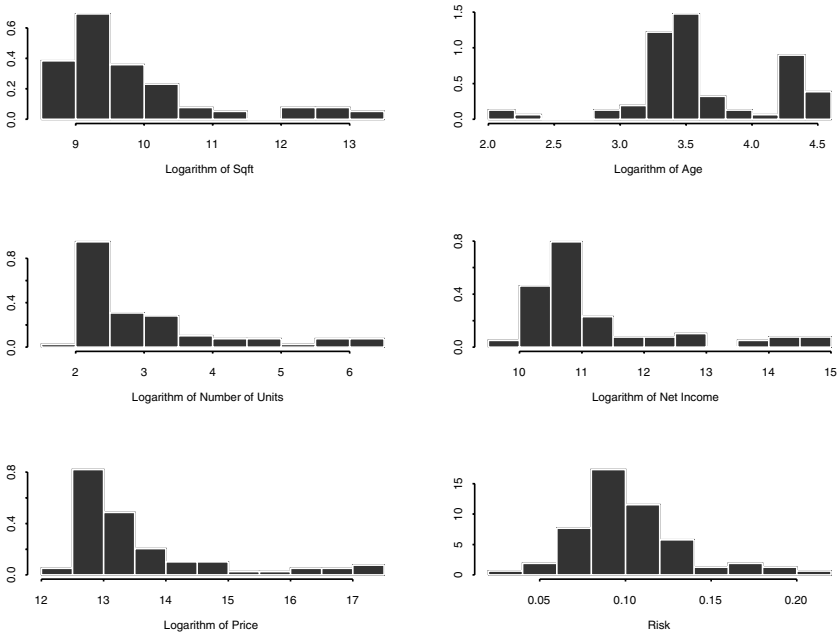 0.0 0.2 0.4 0.6
9 10 11 12 13
Logarithm of Sqft
0.0 0.5 1.0 1.5
2.0 2.5 3.0 3.5 4.0 4.5
Logarithm of Age
0.0 0.4 0.8
2 3 4 5 6
Logarithm of Number of Units
0.0 0.4 0.8
10 11 12 13 14 15
Logarithm of Net Income
0.0 0.4 0.8
12 13 14 15 16 17
Logarithm of Price
0 5 10 15
0.05 0.10 0.15 0.20
Risk